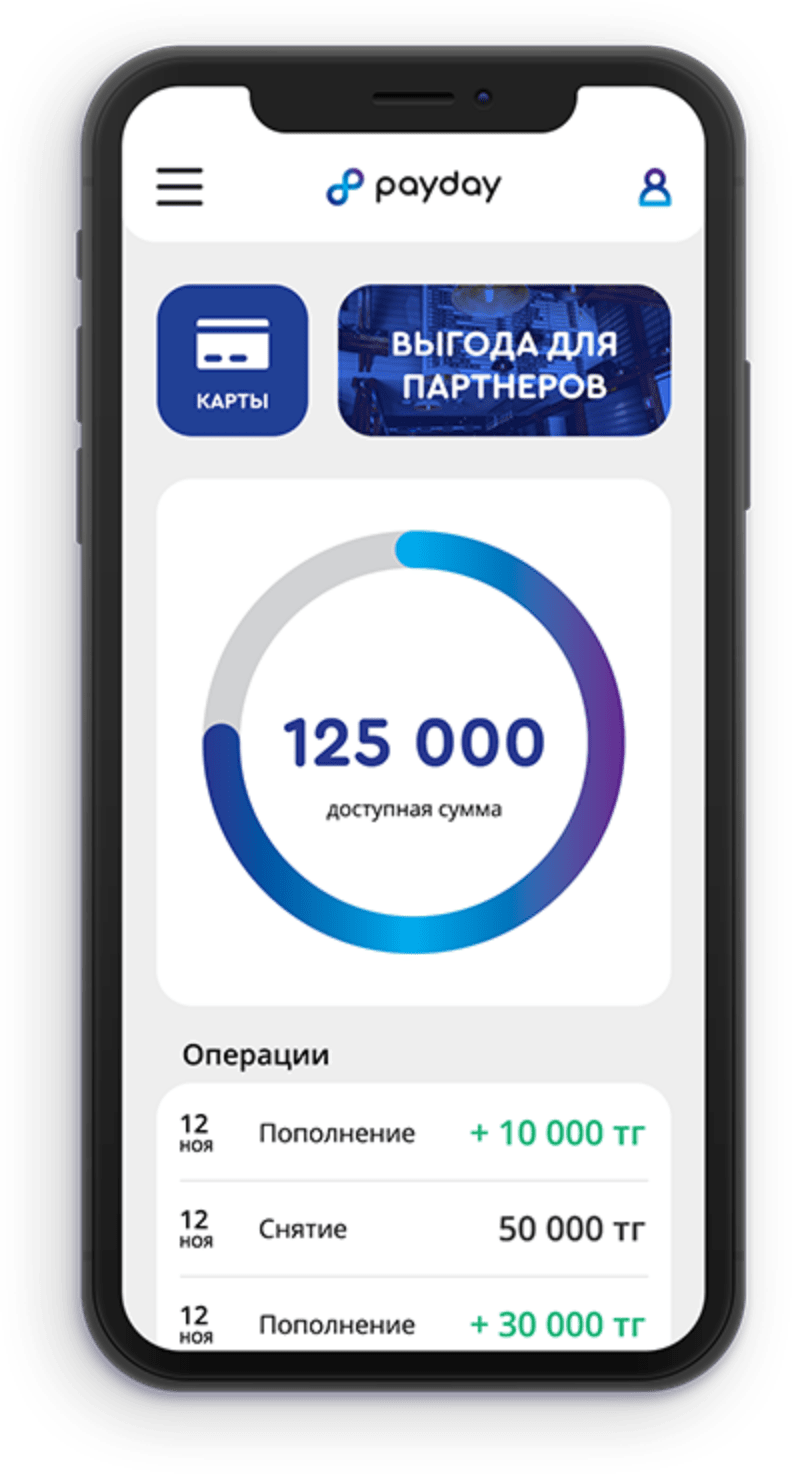 payday
КАРТЫ
ВЫГОДА ДЛЯ
ПАРТНЕРОВ
125 000
доступная сумма
Операции
12
НОЯ
Пополнение
+ 10 000 тг
12
НОЯ
Снятие
50 000 тг
12
НОЯ
Пополнение
+ 30 000 тг